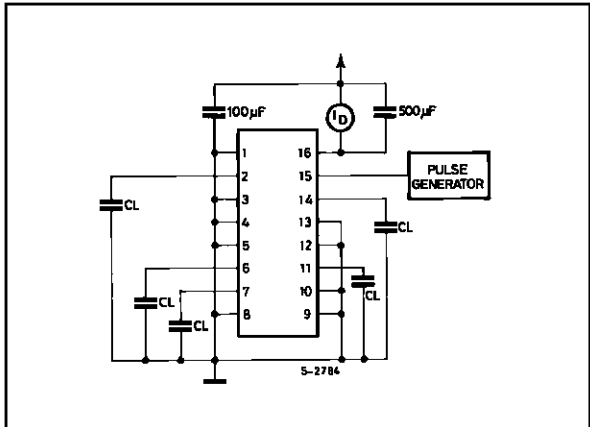 100µF
ID
500µF
1 16
2 15
PULSE
GENERATOR
3 14
CL
CL
4 13
5 12
6 11
CL
CL
7 10
CL
8 9
S-2784